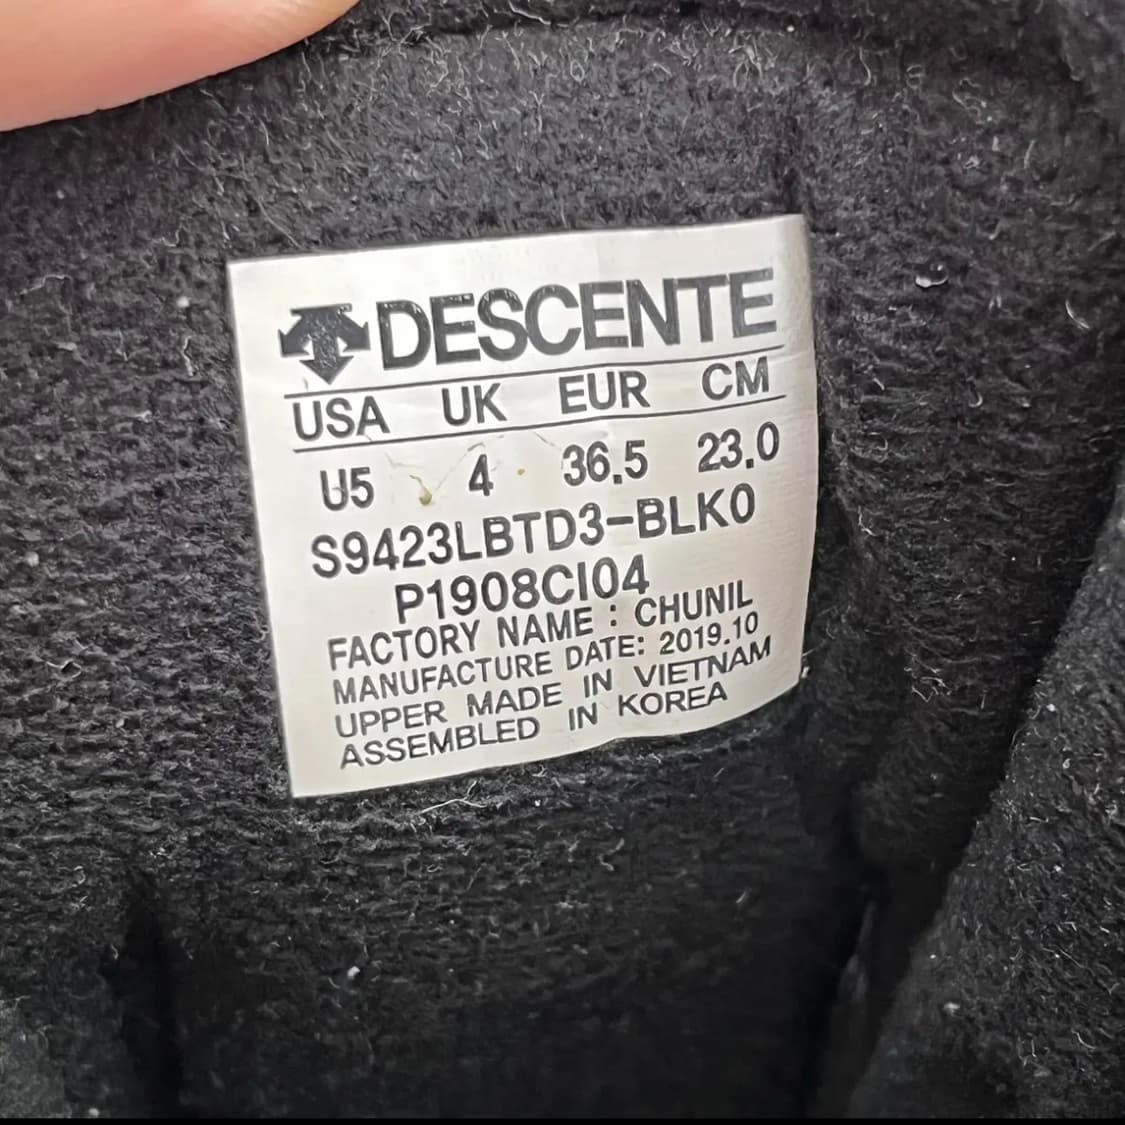 DESCENTE
USA UK EUR CM
U5 4 36.5 23.0
S9423LBTD3-BLK0
P1908CI04
FACTORY NAME : CHUNIL
MANUFACTURE DATE: 2019.10
UPPER MADE IN VIETNAM
ASSEMBLED IN KOREA